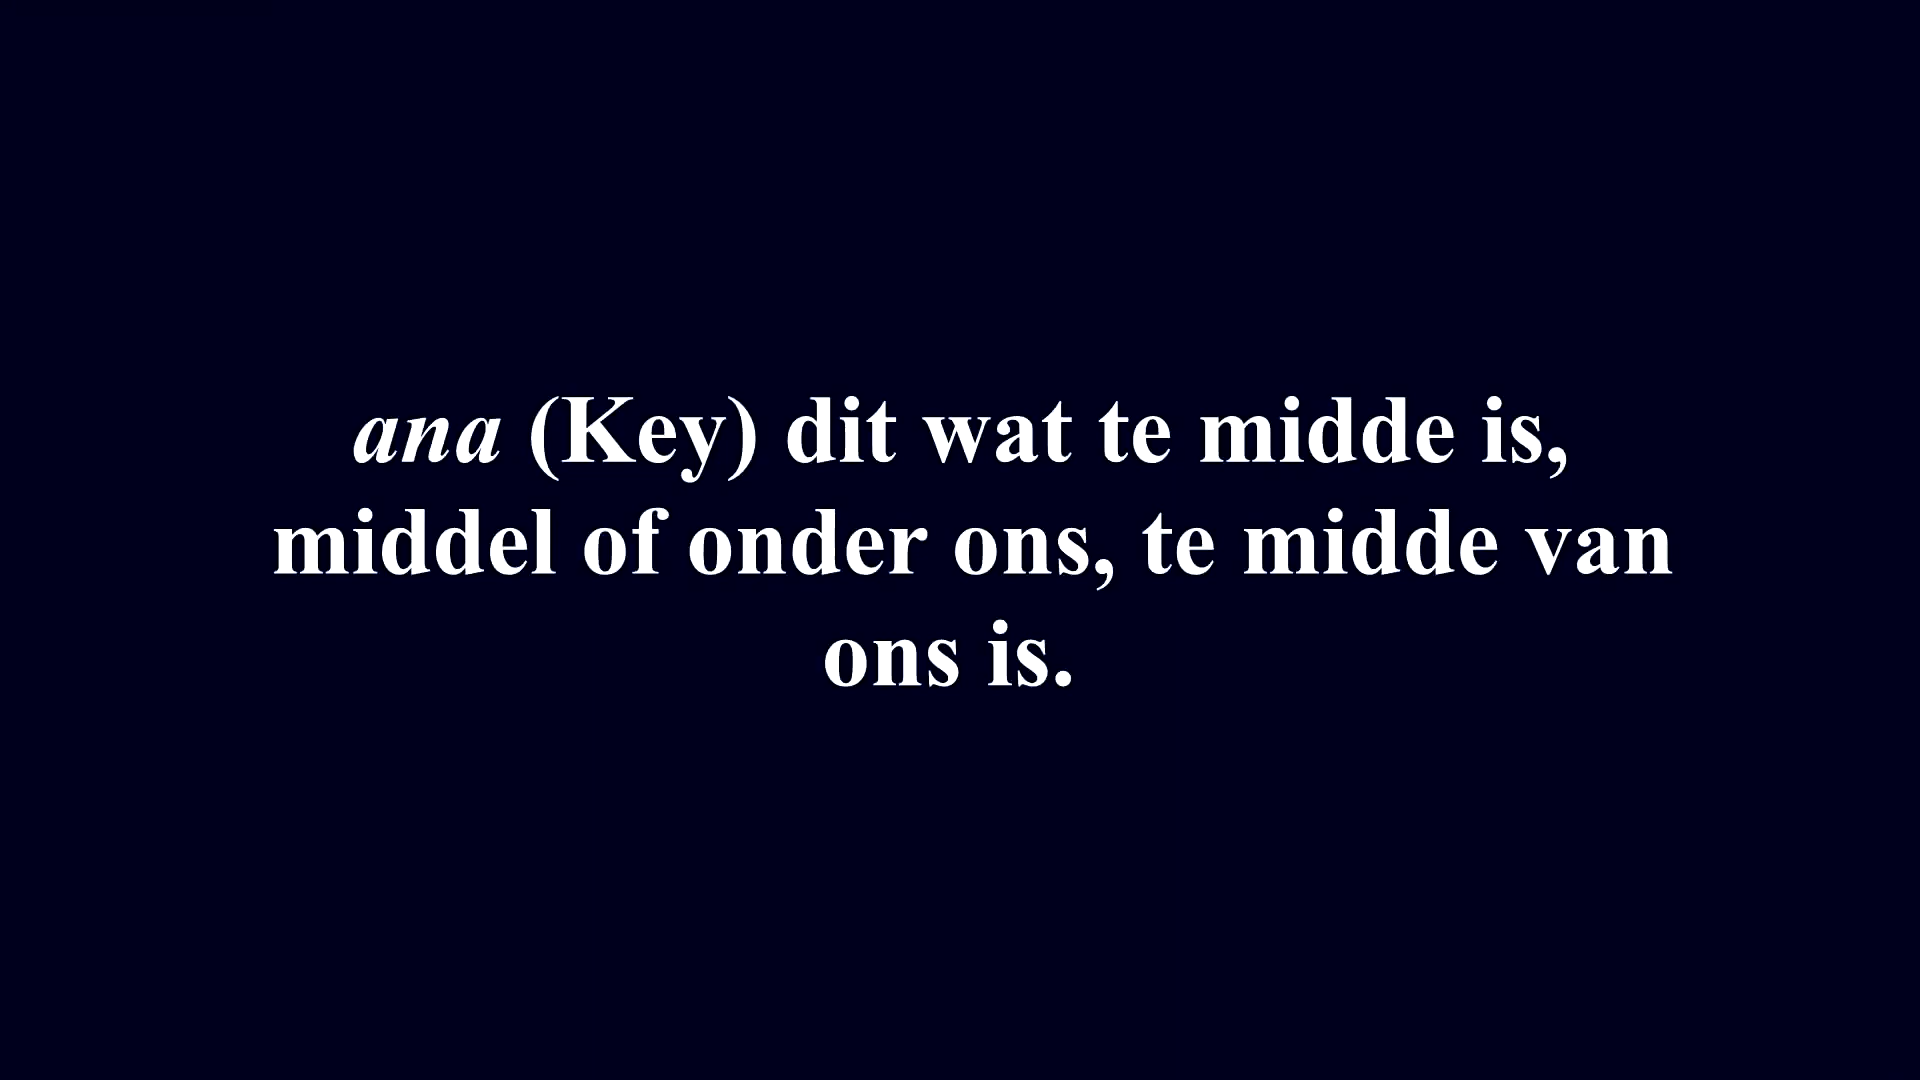 ana (Key) dit wat te midde is,
middel of onder ons, te midde van
ons is.